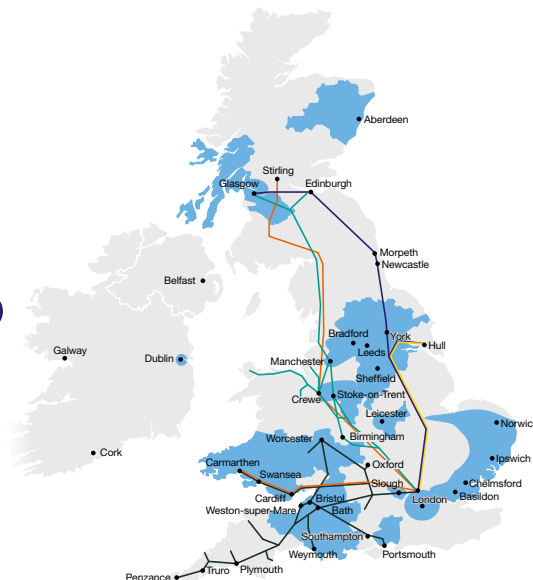 Aberdeen
Stirling
Glasgow
Edinburgh
Morpeth
Newcastle
Belfast
Bradford
York
Hull
Leeds
Galway
Dublin
Manchester
Sheffield
Crewe
Stoke-on-Trent
Leicester
Norwic
Worcester
Birmingham
Cork
Carmarthen
Oxford
Ipswich
Swansea
Slough
Chelmsford
Cardiff
Bristol
London
Basildon
Weston-super-Mare
Bath
Southampton
Weymouth
Portsmouth
Truro
Plymouth
Penzance